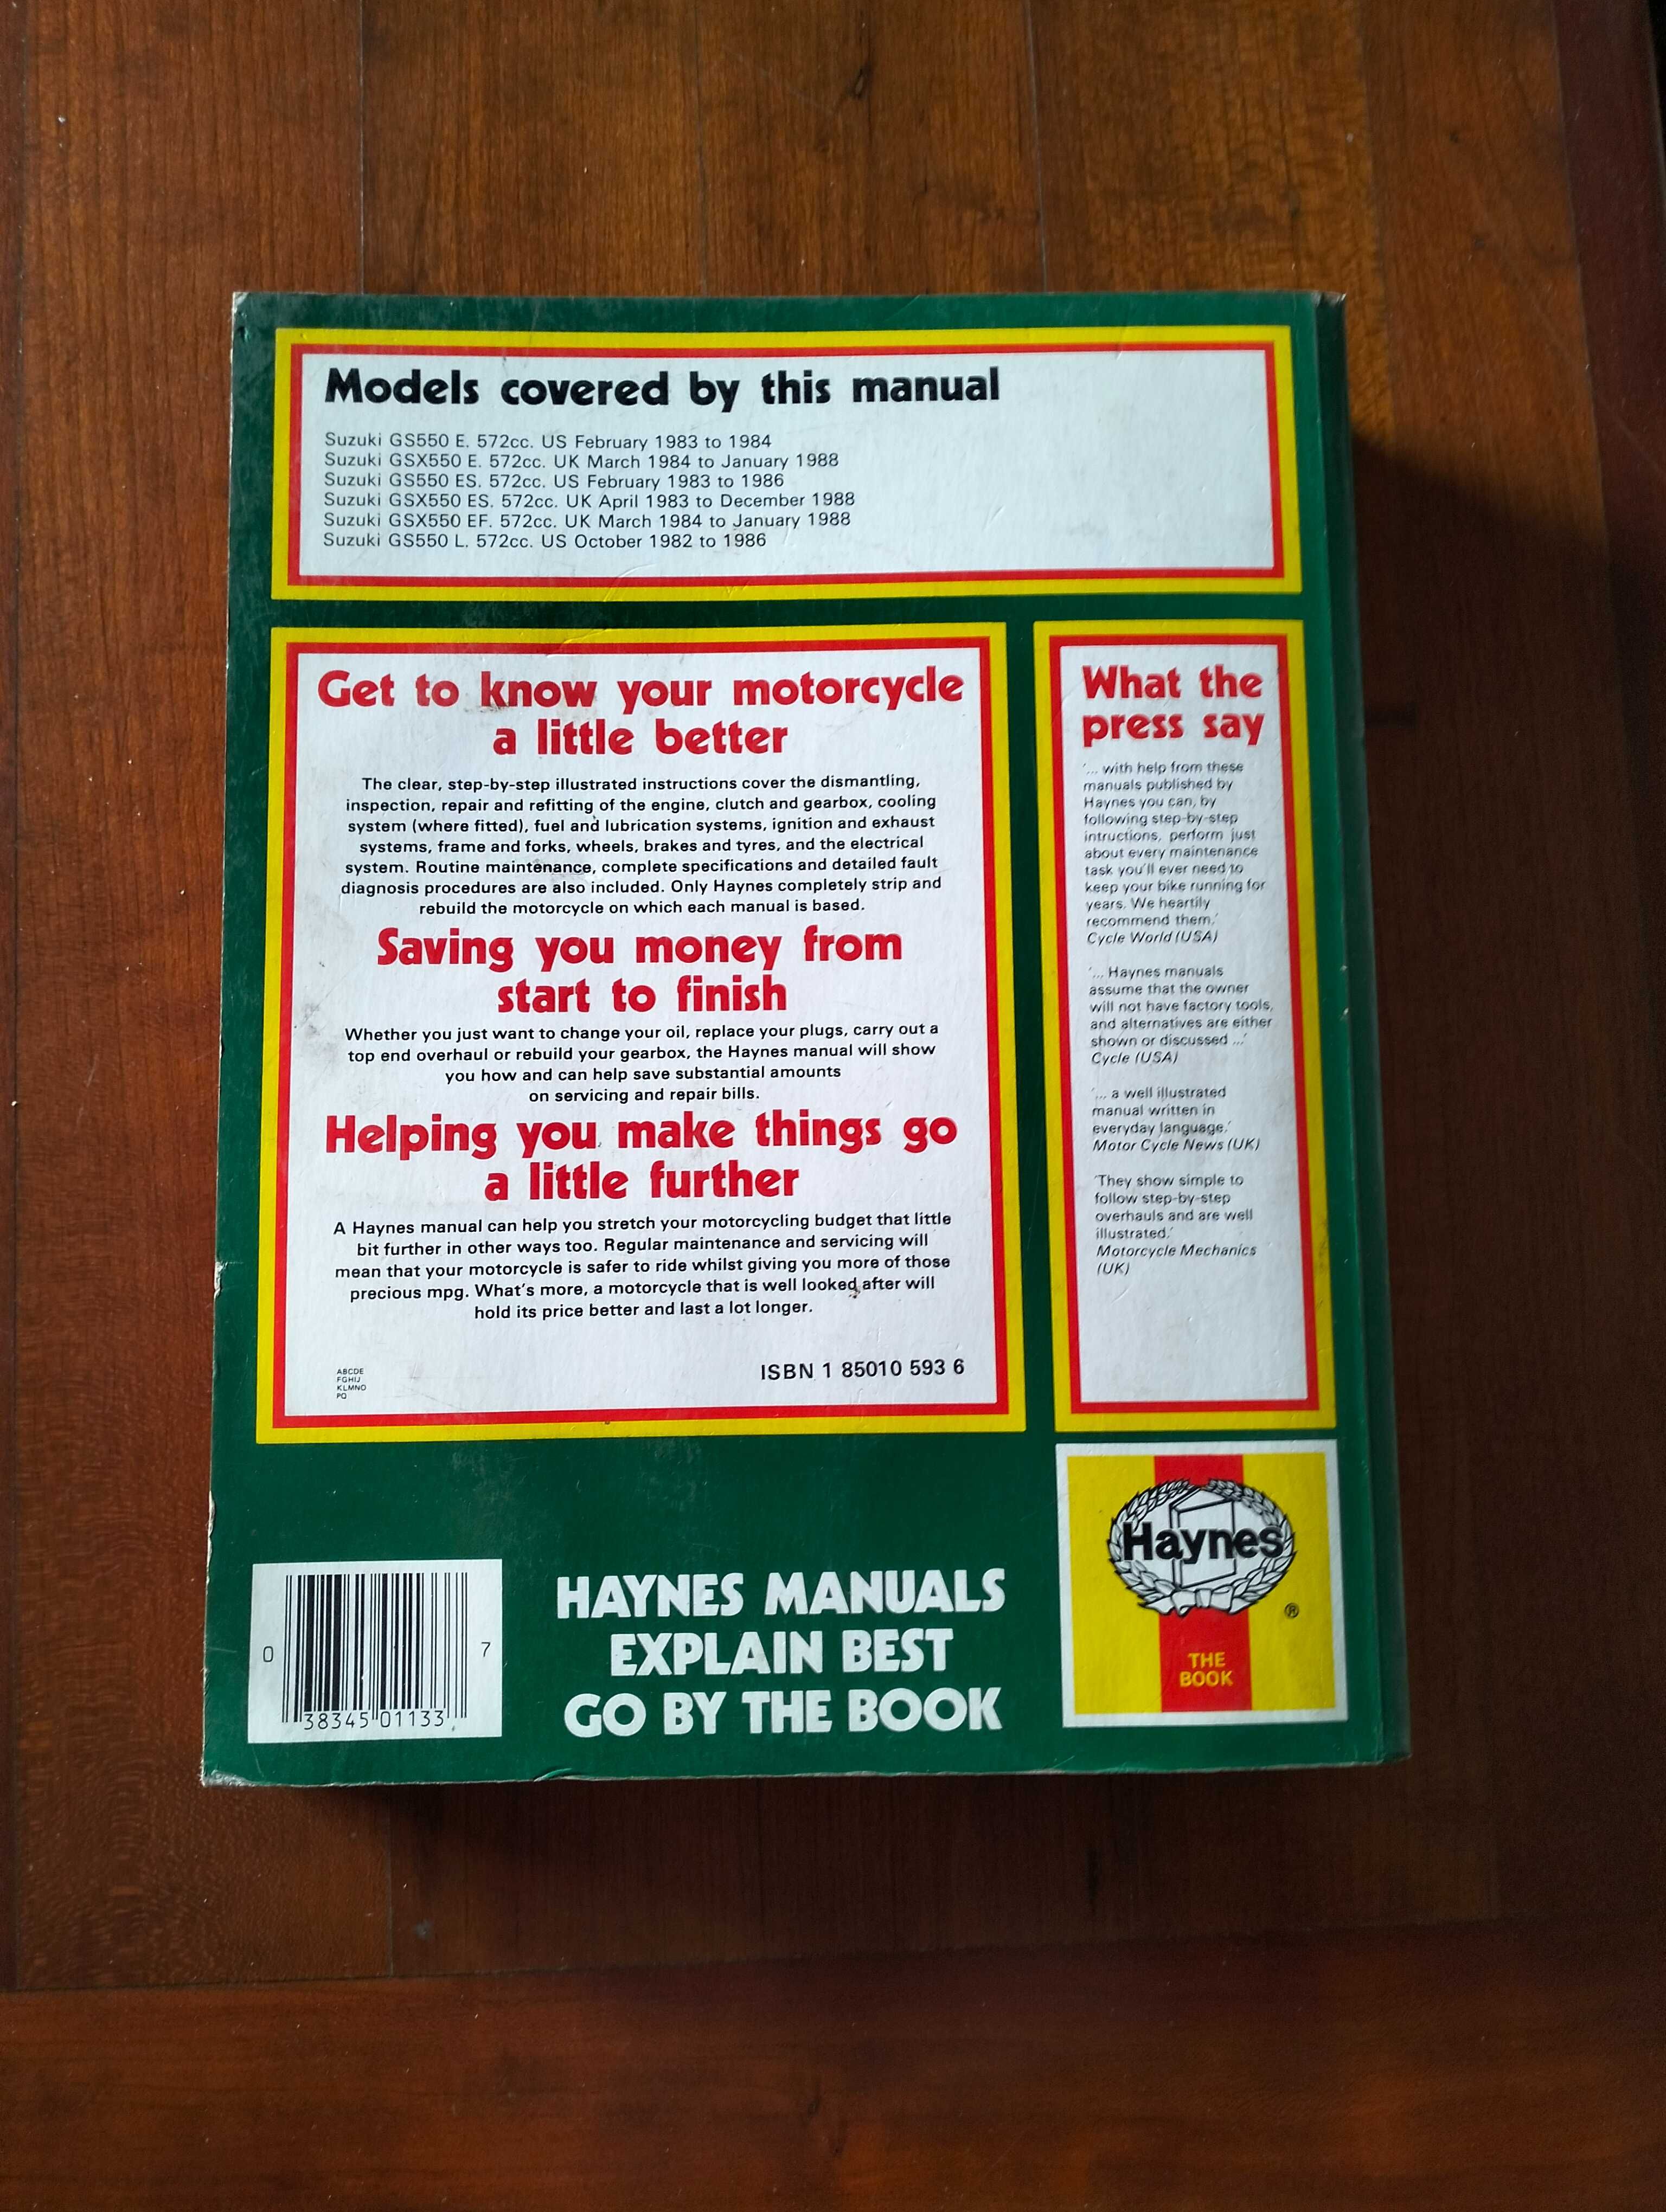 Models covered by this manual
Suzuki GS550 E. 572cc. US February 1983 to 1984
Suzuki GSX550 E. 572cc. UK March 1984 to January 1988
Suzuki GS550 ES. 572cc. US February 1983 to 1986
Suzuki GSX550 ES. 572cc. UK April 1983 to December 1988
Suzuki GSX550 EF. 572cc. UK March 1984 to January 1988
Suzuki GS550 L. 572cc. US October 1982 to 1986
Get to know your motorcycle
a little better
The clear, step-by-step illustrated instructions cover the dismantling,
inspection, repair and refitting of the engine, clutch and gearbox, cooling
system (where fitted), fuel and lubrication systems, ignition and exhaust
systems, frame and forks, wheels, brakes and tyres, and the electrical
system. Routine maintenance, complete specifications and detailed fault
diagnosis procedures are also included. Only Haynes completely strip and
rebuild the motorcycle on which each manual is based.
Saving you money from
start to finish
Whether you just want to change your oil, replace your plugs, carry out a
top end overhaul or rebuild your gearbox, the Haynes manual will show
you how and can help save substantial amounts
on servicing and repair bills.
Helping you make things go
a little further
A Haynes manual can help you stretch your motorcycling budget that little
bit further in other ways too. Regular maintenance and servicing will
mean that your motorcycle is safer to ride whilst giving you more of those
precious mpg. What's more, a motorcycle that is well looked after will
hold its price better and last a lot longer.
ABCDE
FGHIJ
KLMNO
PQ
ISBN 1 85010 593 6
What the
press say
'... with help from these
manuals published by
Haynes you can, by
following step-by-step
intructions, perform just
about every maintenance
task you'll ever need to
keep your bike running for
years. We heartily
recommend them.'
Cycle World (USA)
'... Haynes manuals
assume that the owner
will not have factory tools,
and alternatives are either
shown or discussed ...'
Cycle (USA)
'... a well illustrated
manual written in
everyday language.'
Motor Cycle News (UK)
'They show simple to
follow step-by-step
overhauls and are well
illustrated.'
Motorcycle Mechanics
(UK)
0 38345 01133 7
HAYNES MANUALS
EXPLAIN BEST
GO BY THE BOOK
Haynes
®
THE
BOOK